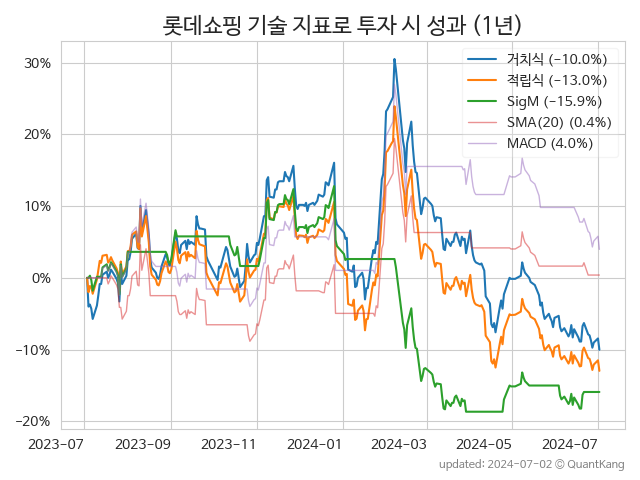 롯데쇼핑 기술 지표로 투자 시 성과 (1년)
거치식 (−10.0%)
적립식 (−13.0%)
SigM (−15.9%)
SMA(20) (0.4%)
MACD (4.0%)
30%
20%
10%
0%
−10%
−20%
2023-07 2023-09 2023-11 2024-01 2024-03 2024-05 2024-07
updated: 2024-07-02 © QuantKang